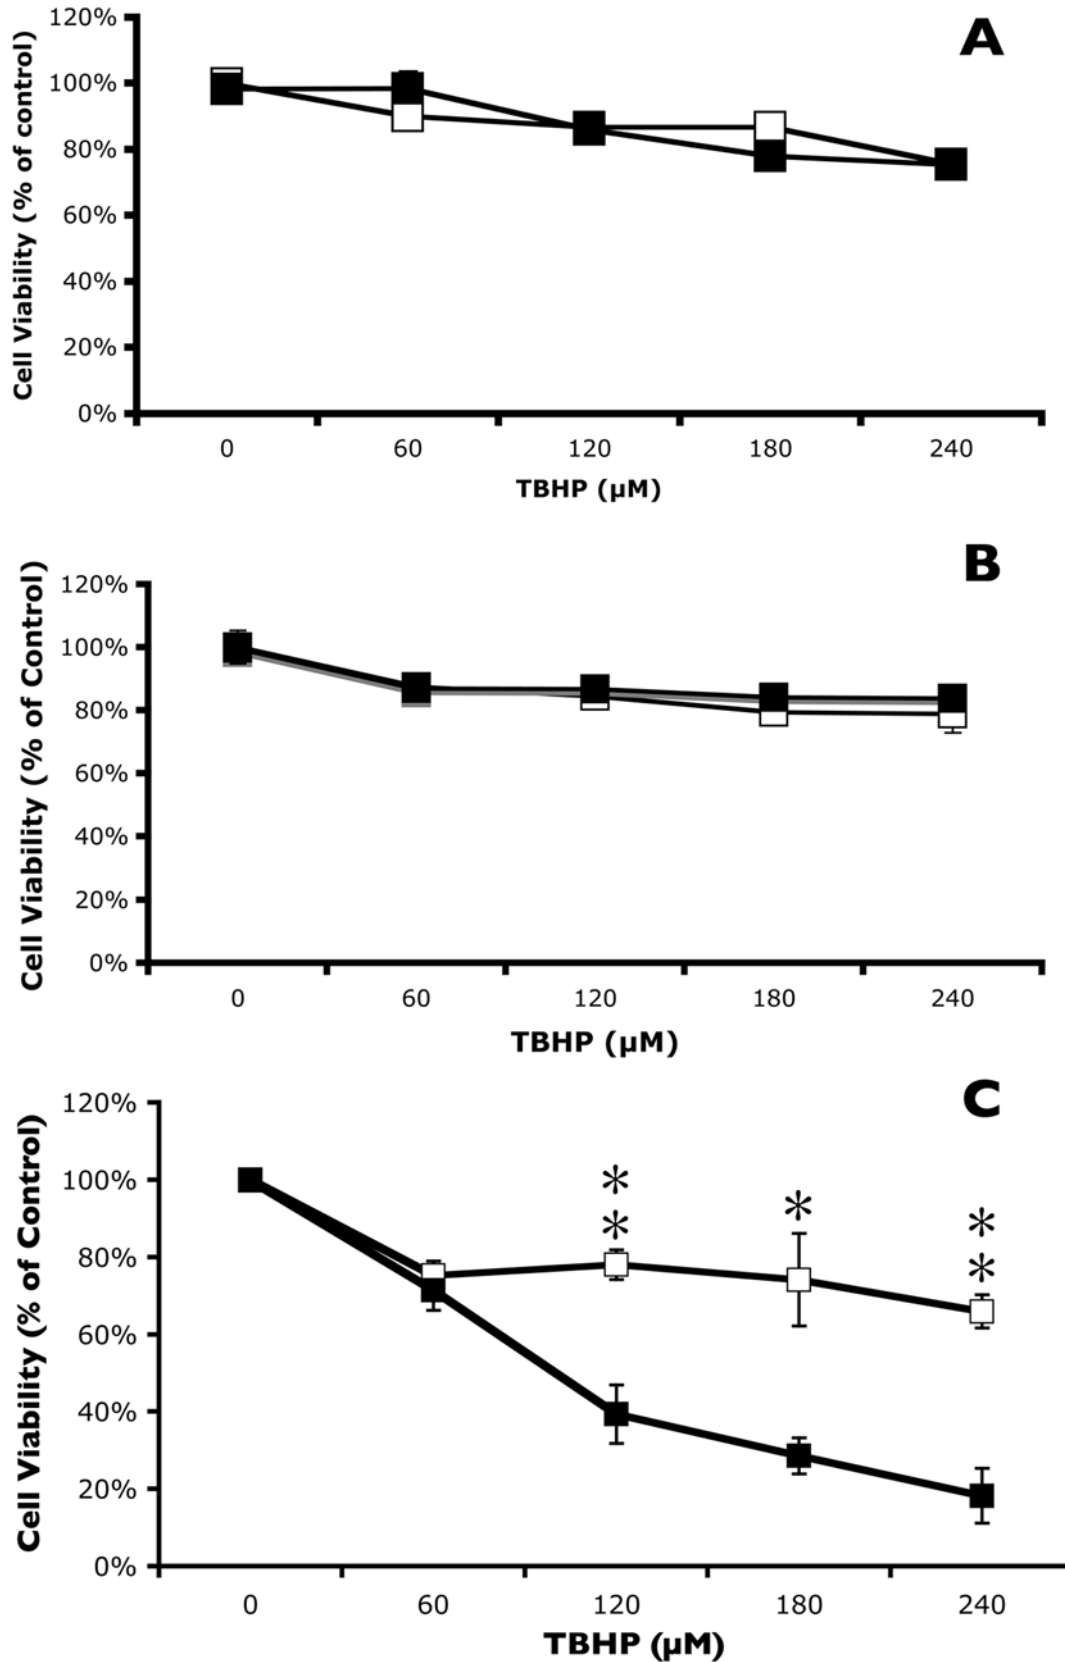 A
Cell Viability (% of control)
120%
100%
80%
60%
40%
20%
0%
0 60 120 180 240
TBHP (µM)
B
Cell Viability (% of Control)
120%
100%
80%
60%
40%
20%
0%
0 60 120 180 240
TBHP (µM)
C
Cell Viability (% of Control)
120%
100%
80%
60%
40%
20%
0%
*
*
*
*
*
0 60 120 180 240
TBHP (µM)